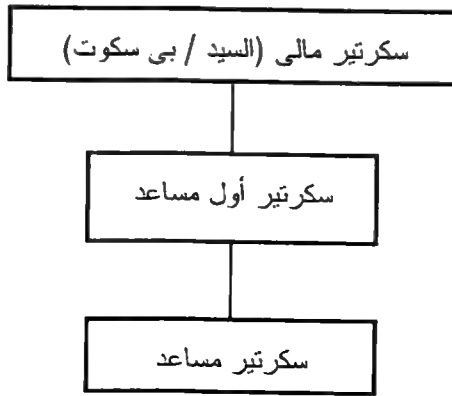 سكرتير مالى (السيد / بى سكوت)
سكرتير أول مساعد
سكرتير مساعد